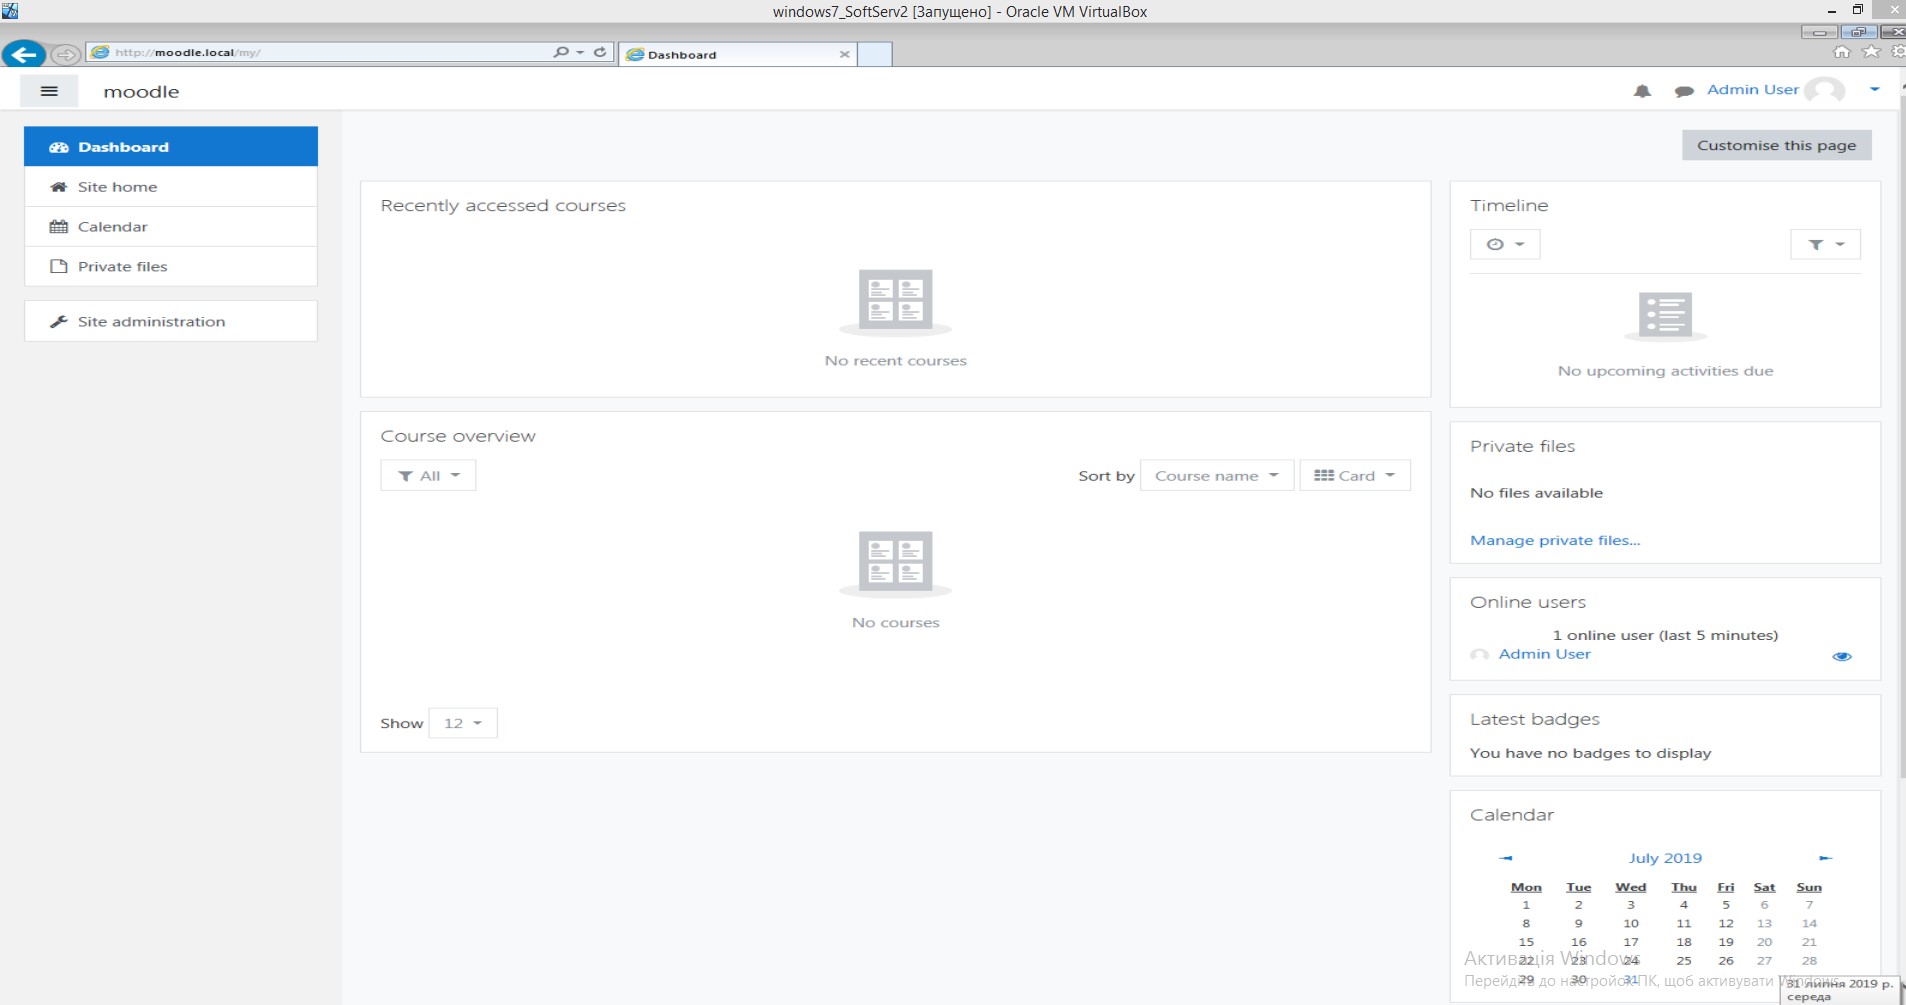 windows7_SoftServ2 [Запущено] - Oracle VM VirtualBox
http://moodle.local/my/
Dashboard
moodle
Admin User
Dashboard
Site home
Calendar
Private files
Site administration
Customise this page
Recently accessed courses
No recent courses
Course overview
All
Sort by
Course name
Card
No courses
Show
12
Timeline
No upcoming activities due
Private files
No files available
Manage private files...
Online users
1 online user (last 5 minutes)
Admin User
Latest badges
You have no badges to display
Calendar
July 2019
Mon Tue Wed Thu Fri Sat Sun
1 2 3 4 5 6 7
8 9 10 11 12 13 14
15 16 17 18 19 20 21
22 23 24 25 26 27 28
29 30 31
Активація Windows
Перейдіть до настройок ПК, щоб активувати Windows.
31 липня 2019 р.
середа